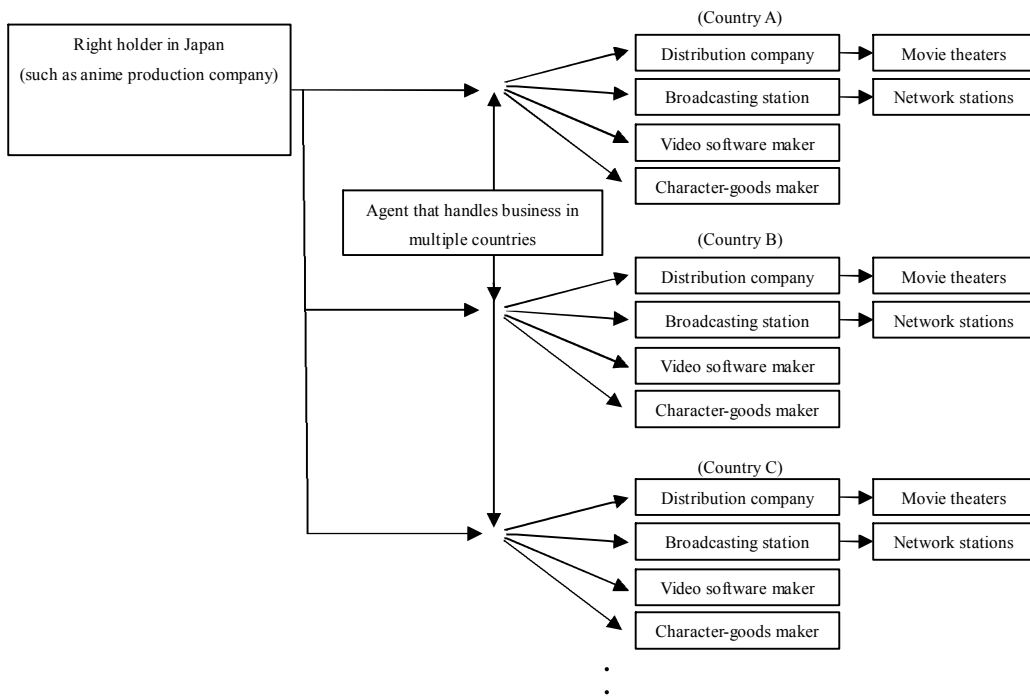 Right holder in Japan
(such as anime production company)
Agent that handles business in
multiple countries
(Country A)
Distribution company
Movie theaters
Broadcasting station
Network stations
Video software maker
Character-goods maker
(Country B)
Distribution company
Movie theaters
Broadcasting station
Network stations
Video software maker
Character-goods maker
(Country C)
Distribution company
Movie theaters
Broadcasting station
Network stations
Video software maker
Character-goods maker